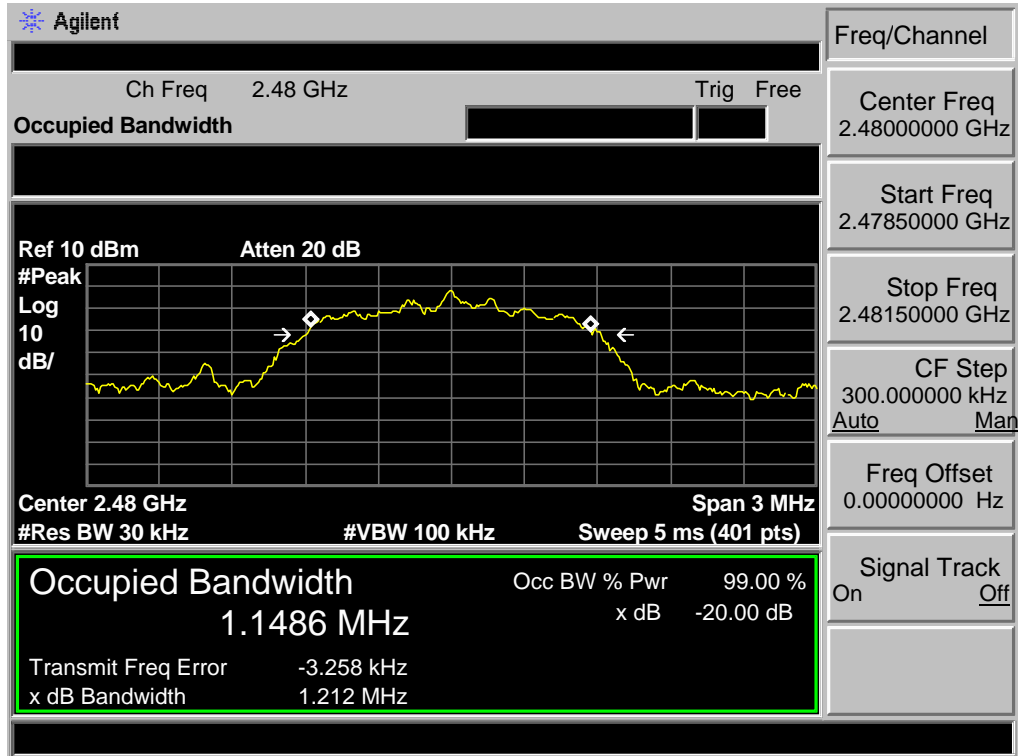 Agilent
Freq/Channel
Ch Freq 2.48 GHz Trig Free
Occupied Bandwidth
Center Freq
2.48000000 GHz
Start Freq
2.47850000 GHz
Stop Freq
2.48150000 GHz
CF Step
300.000000 kHz
Auto Man
Freq Offset
0.00000000 Hz
Signal Track
On Off
Ref 10 dBm Atten 20 dB
#Peak
Log
10
dB/
Center 2.48 GHz Span 3 MHz
#Res BW 30 kHz #VBW 100 kHz Sweep 5 ms (401 pts)
Occupied Bandwidth Occ BW % Pwr 99.00 %
1.1486 MHz x dB -20.00 dB
Transmit Freq Error -3.258 kHz
x dB Bandwidth 1.212 MHz